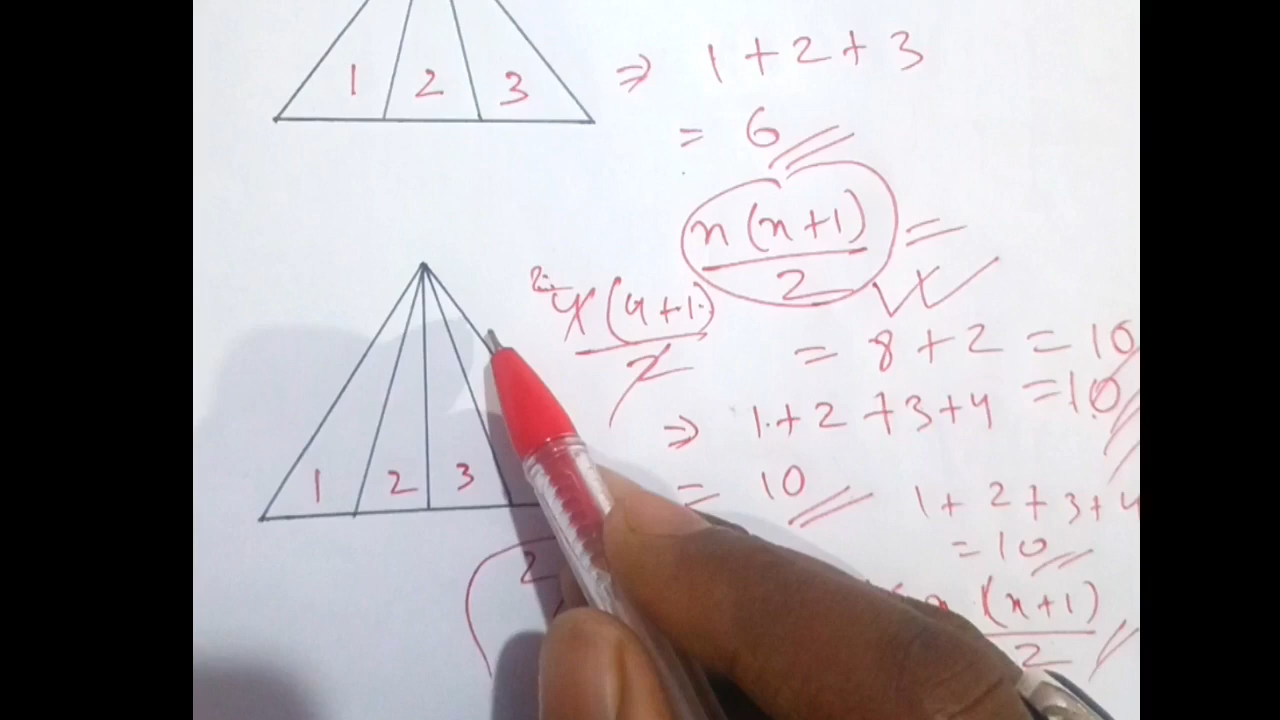 1 2 3 ⇒ 1 + 2 + 3
= 6
n(n+1)/2 =
4(4+1)/2 = 8 + 2 = 10
⇒ 1 + 2 + 3 + 4 = 10
1 2 3 = 10
1 + 2 + 3 + 4
= 10
2
n(n+1)/2